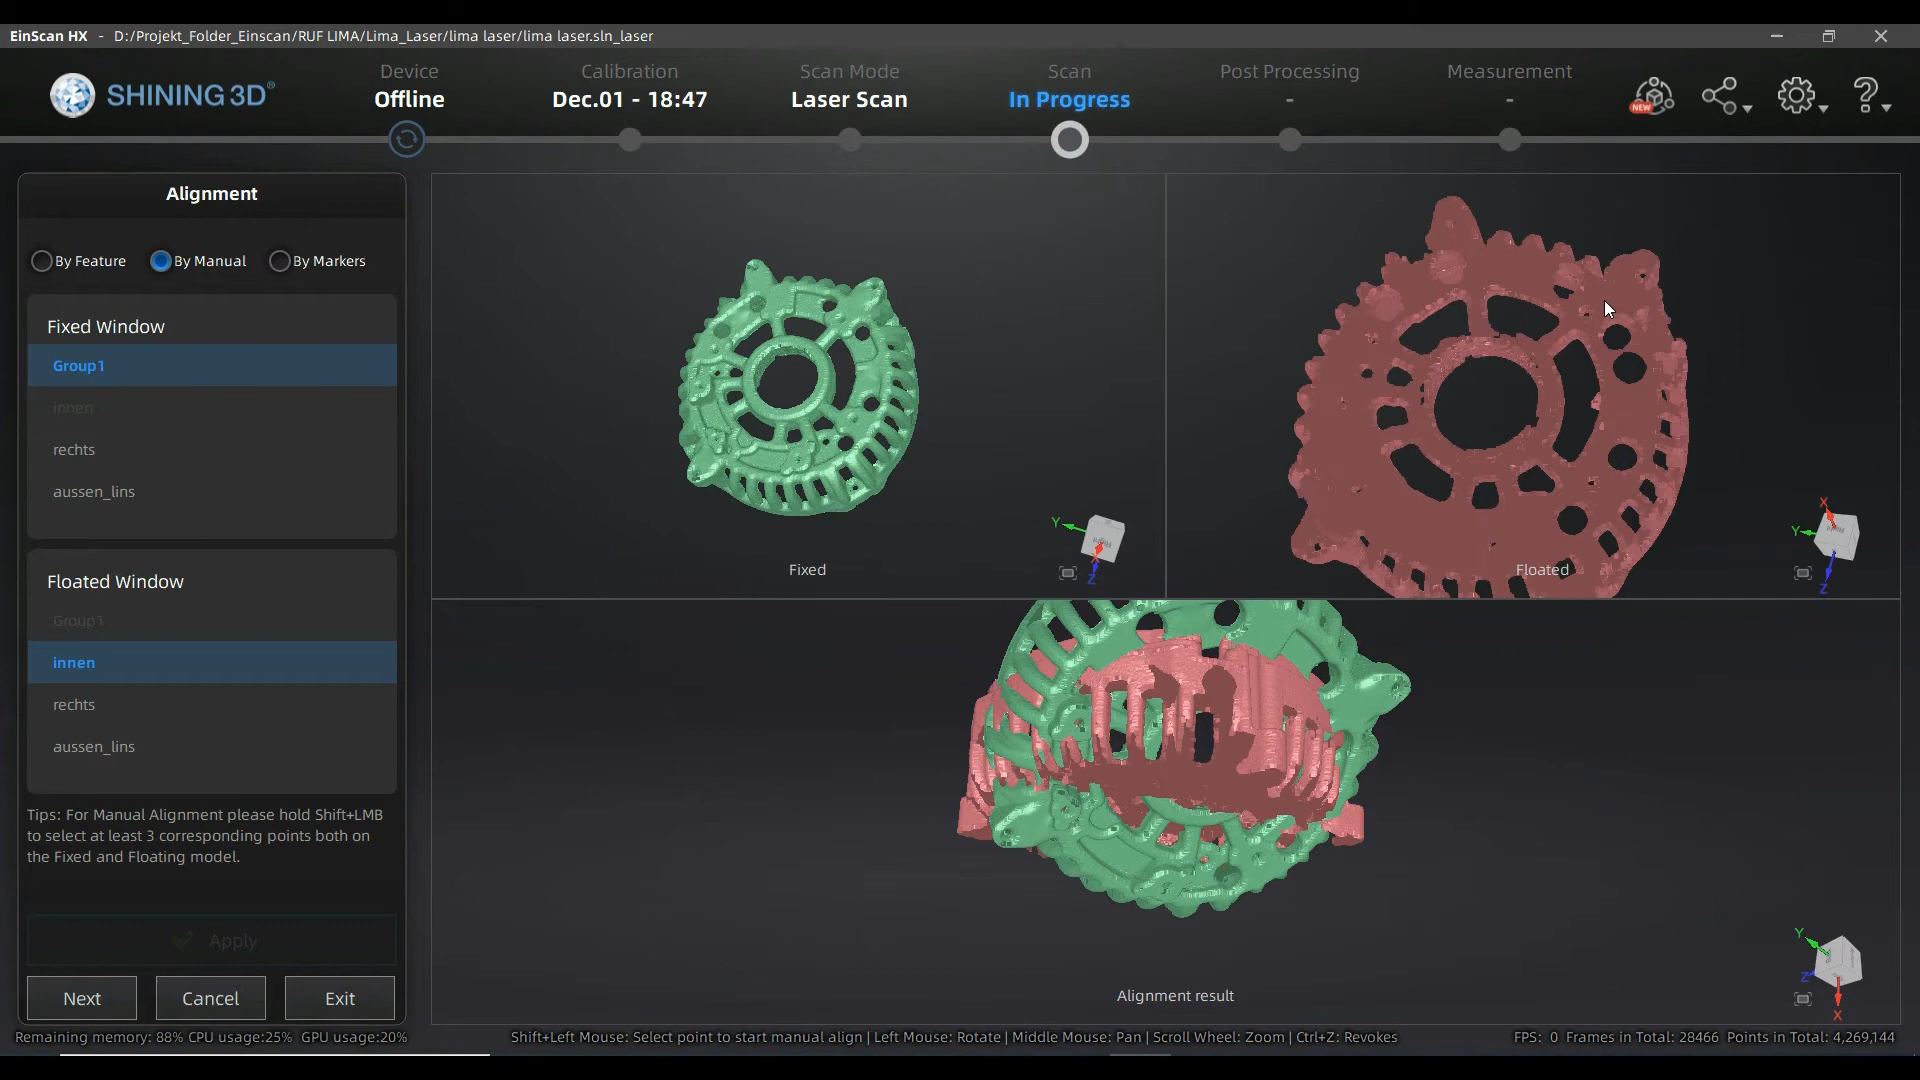 EinScan HX - D:/Projekt_Folder_Einscan/RUF LIMA/Lima_Laser/lima laser/lima laser.sln_laser
SHINING 3D®
Device
Offline
Calibration
Dec.01 - 18:47
Scan Mode
Laser Scan
Scan
In Progress
Post Processing
-
Measurement
-
NEW
Alignment
By Feature By Manual By Markers
Fixed Window
Group1
innen
rechts
aussen_lins
Floated Window
Group1
innen
rechts
aussen_lins
Tips: For Manual Alignment please hold Shift+LMB
to select at least 3 corresponding points both on
the Fixed and Floating model.
Apply
Next Cancel Exit
Fixed
Y
Z
Floated
X
Y
Z
Alignment result
Y
Z
X
Remaining memory: 88% CPU usage:25% GPU usage:20%
Shift+Left Mouse: Select point to start manual align | Left Mouse: Rotate | Middle Mouse: Pan | Scroll Wheel: Zoom | Ctrl+Z: Revokes
FPS: 0 Frames in Total: 28466 Points in Total: 4,269,144